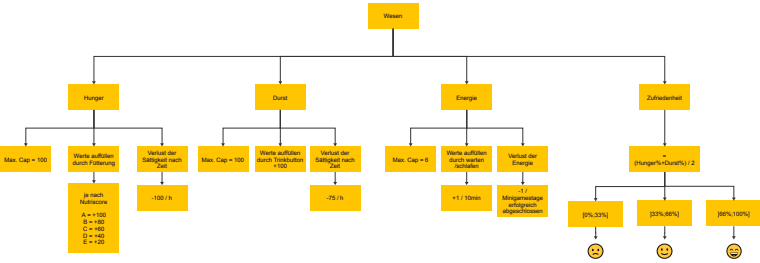 Wesen
Hunger
Durst
Energie
Zufriedenheit
Max. Cap = 100
Werte auffüllen
durch Fütterung
Verlust der
Sättigkeit nach
Zeit
Max. Cap = 100
Werte auffüllen
durch Trinkbutton
+100
Verlust der
Sättigkeit nach
Zeit
Max. Cap = 6
Werte auffüllen
durch warten
/schlafen
Verlust der
Energie
=
(Hunger%+Durst%) / 2
je nach
Nutriscore
A = +100
B = +80
C = +60
D = +40
E = +20
-100 / h
-75 / h
+1 / 10min
-1 /
Minigamestage
erfolgreich
abgeschlossen
[0%;33%]
]33%;66%]
]66%;100%]